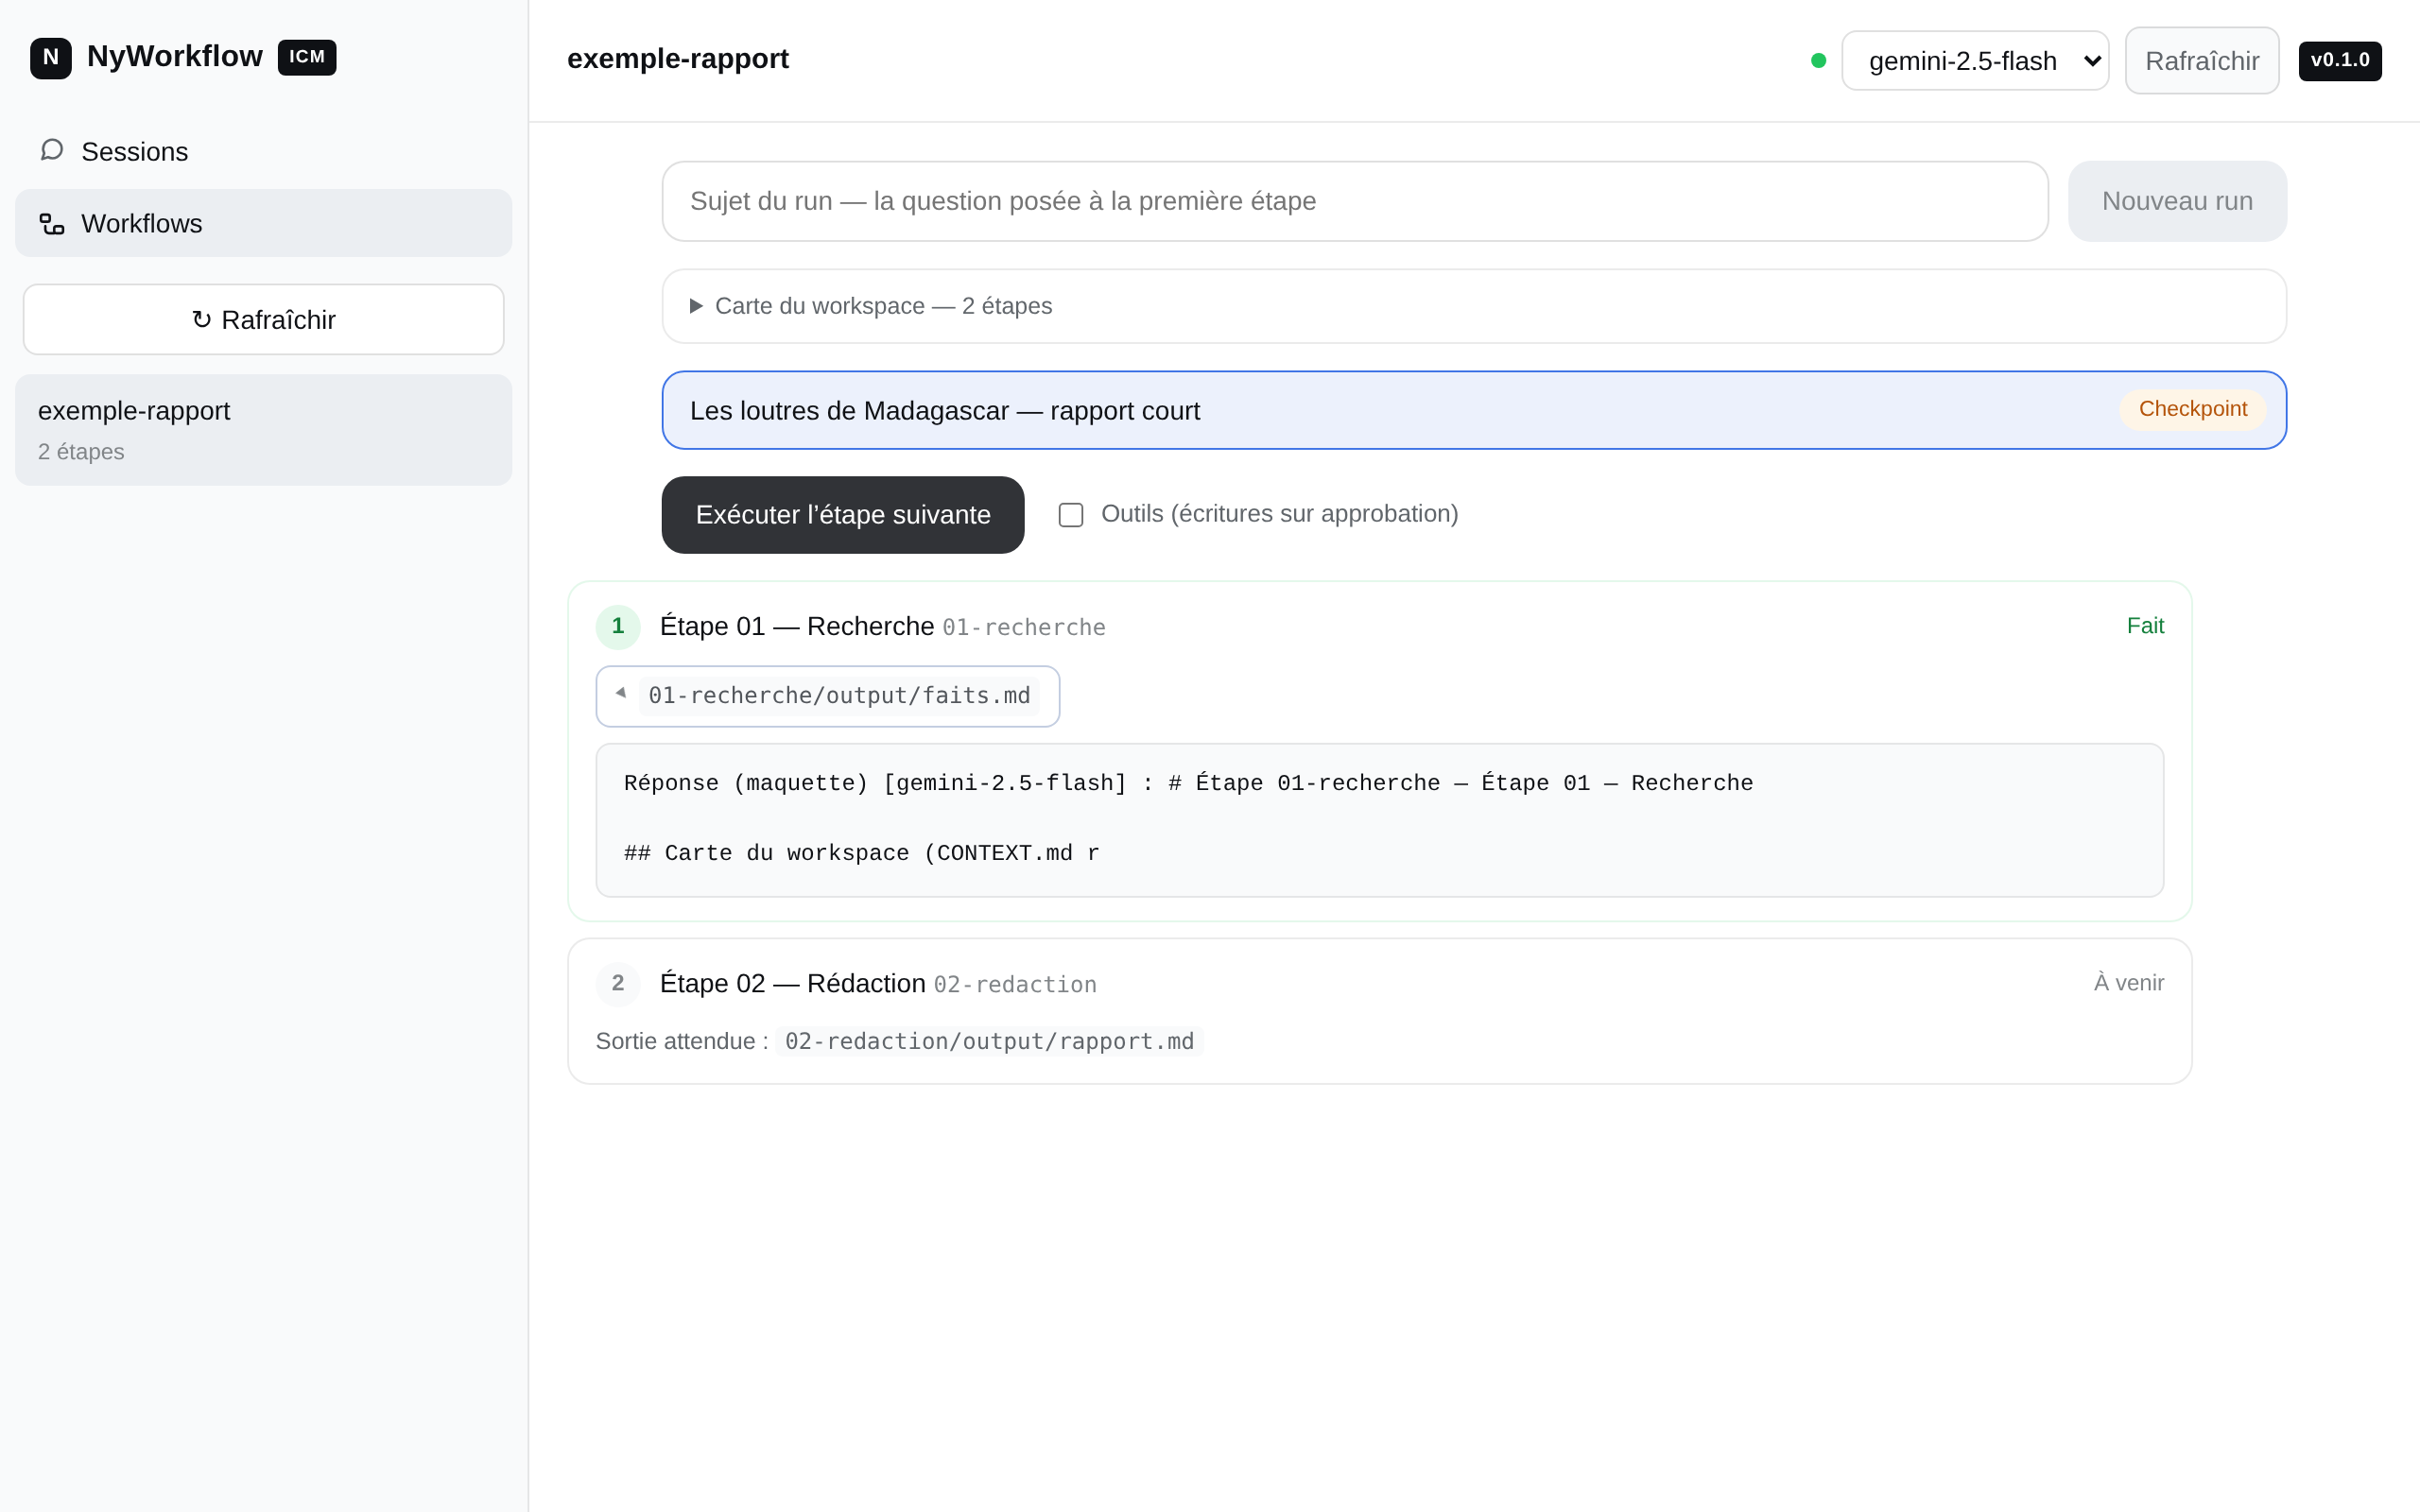 N NyWorkflow ICM
Sessions
Workflows
↻ Rafraîchir
exemple-rapport
2 étapes
exemple-rapport
gemini-2.5-flash
Rafraîchir
v0.1.0
Sujet du run — la question posée à la première étape
Nouveau run
Carte du workspace — 2 étapes
Les loutres de Madagascar — rapport court
Checkpoint
Exécuter l’étape suivante
Outils (écritures sur approbation)
1 Étape 01 — Recherche 01-recherche
Fait
01-recherche/output/faits.md
Réponse (maquette) [gemini-2.5-flash] : # Étape 01-recherche — Étape 01 — Recherche
## Carte du workspace (CONTEXT.md r
2 Étape 02 — Rédaction 02-redaction
À venir
Sortie attendue : 02-redaction/output/rapport.md